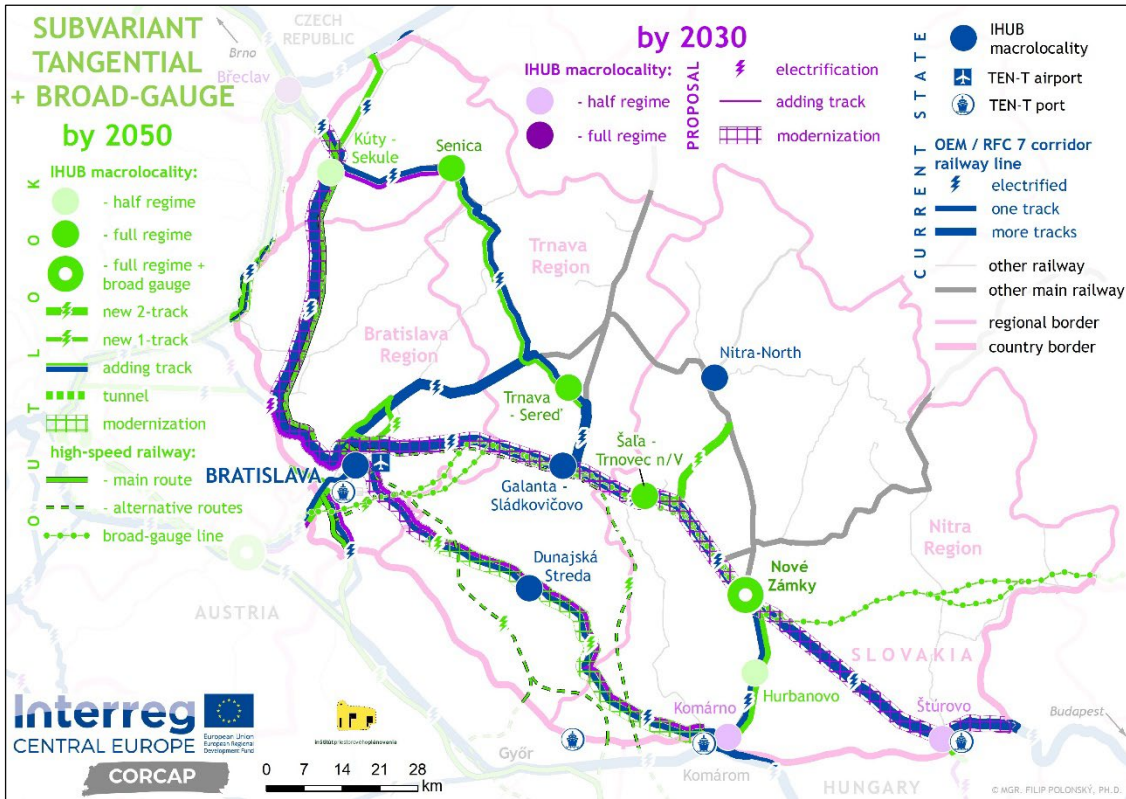 SUBVARIANT
TANGENTIAL
+ BROAD-GAUGE
by 2050
OUTLOOK
IHUB macrolocality:
- half regime
- full regime
- full regime +
broad gauge
new 2-track
new 1-track
adding track
tunnel
modernization
high-speed railway:
- main route
- alternative routes
broad-gauge line
by 2030
IHUB macrolocality:
- half regime
- full regime
PROPOSAL
electrification
adding track
modernization
CURRENT STATE
IHUB
macrolocality
TEN-T airport
TEN-T port
OEM / RFC 7 corridor
railway line
electrified
one track
more tracks
other railway
other main railway
regional border
country border
CZECH
REPUBLIC
Brno
Břeclav
Kúty -
Sekule
Senica
Trnava
Region
Bratislava
Region
Nitra-North
Trnava
- Sereď
Šaľa -
Trnovec n/V
BRATISLAVA
Galanta -
Sládkovičovo
Nitra
Region
Dunajská
Streda
Nové
Zámky
AUSTRIA
SLOVAKIA
Hurbanovo
Komárno
Štúrovo
Budapest
Győr
Komárom
HUNGARY
Interreg
CENTRAL EUROPE
European Union
European Regional
Development Fund
CORCAP
0 7 14 21 28
km
© MGR. FILIP POLONSKÝ, PH.D.